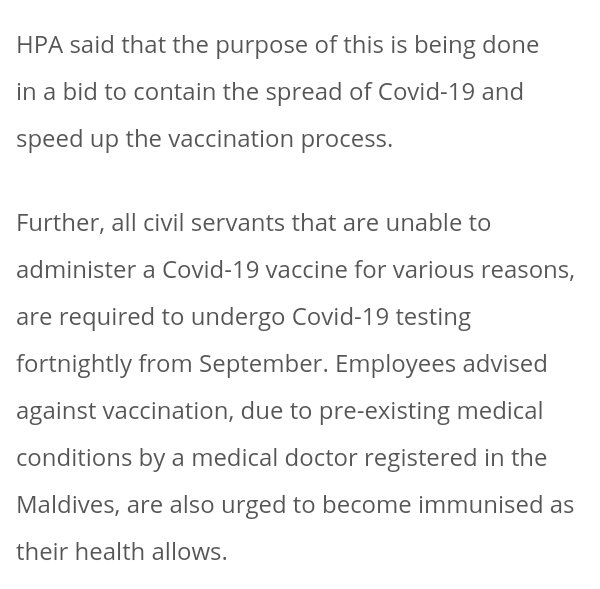 HPA said that the purpose of this is being done
in a bid to contain the spread of Covid-19 and
speed up the vaccination process.
Further, all civil servants that are unable to
administer a Covid-19 vaccine for various reasons,
are required to undergo Covid-19 testing
fortnightly from September. Employees advised
against vaccination, due to pre-existing medical
conditions by a medical doctor registered in the
Maldives, are also urged to become immunised as
their health allows.